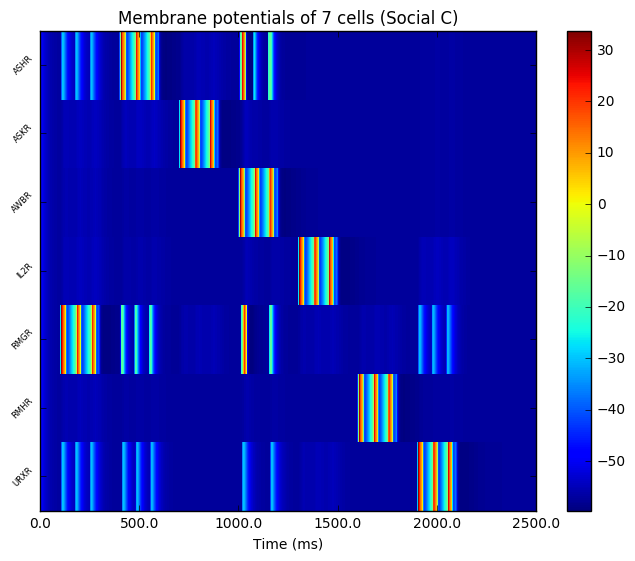 Membrane potentials of 7 cells (Social C)
ASHR
ASKR
AWBR
IL2R
RMGR
RMHR
URXR
0.0 500.0 1000.0 1500.0 2000.0 2500.0
Time (ms)
30
20
10
0
−10
−20
−30
−40
−50